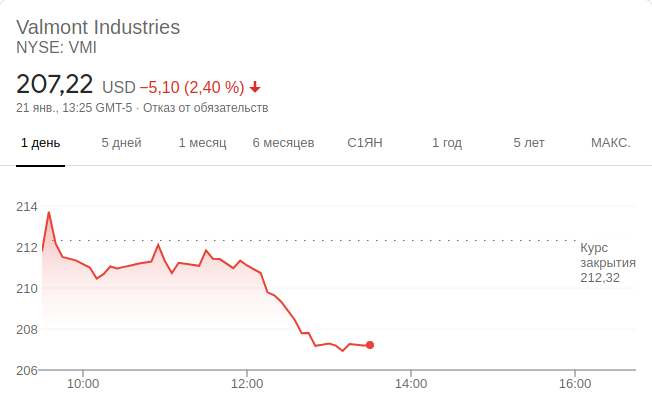 Valmont Industries
NYSE: VMI
207,22 USD −5,10 (2,40 %)
21 янв., 13:25 GMT-5 · Отказ от обязательств
1 день 5 дней 1 месяц 6 месяцев С1ЯН 1 год 5 лет МАКС.
214
212
210
208
206
Курс
закрытия
212,32
10:00 12:00 14:00 16:00